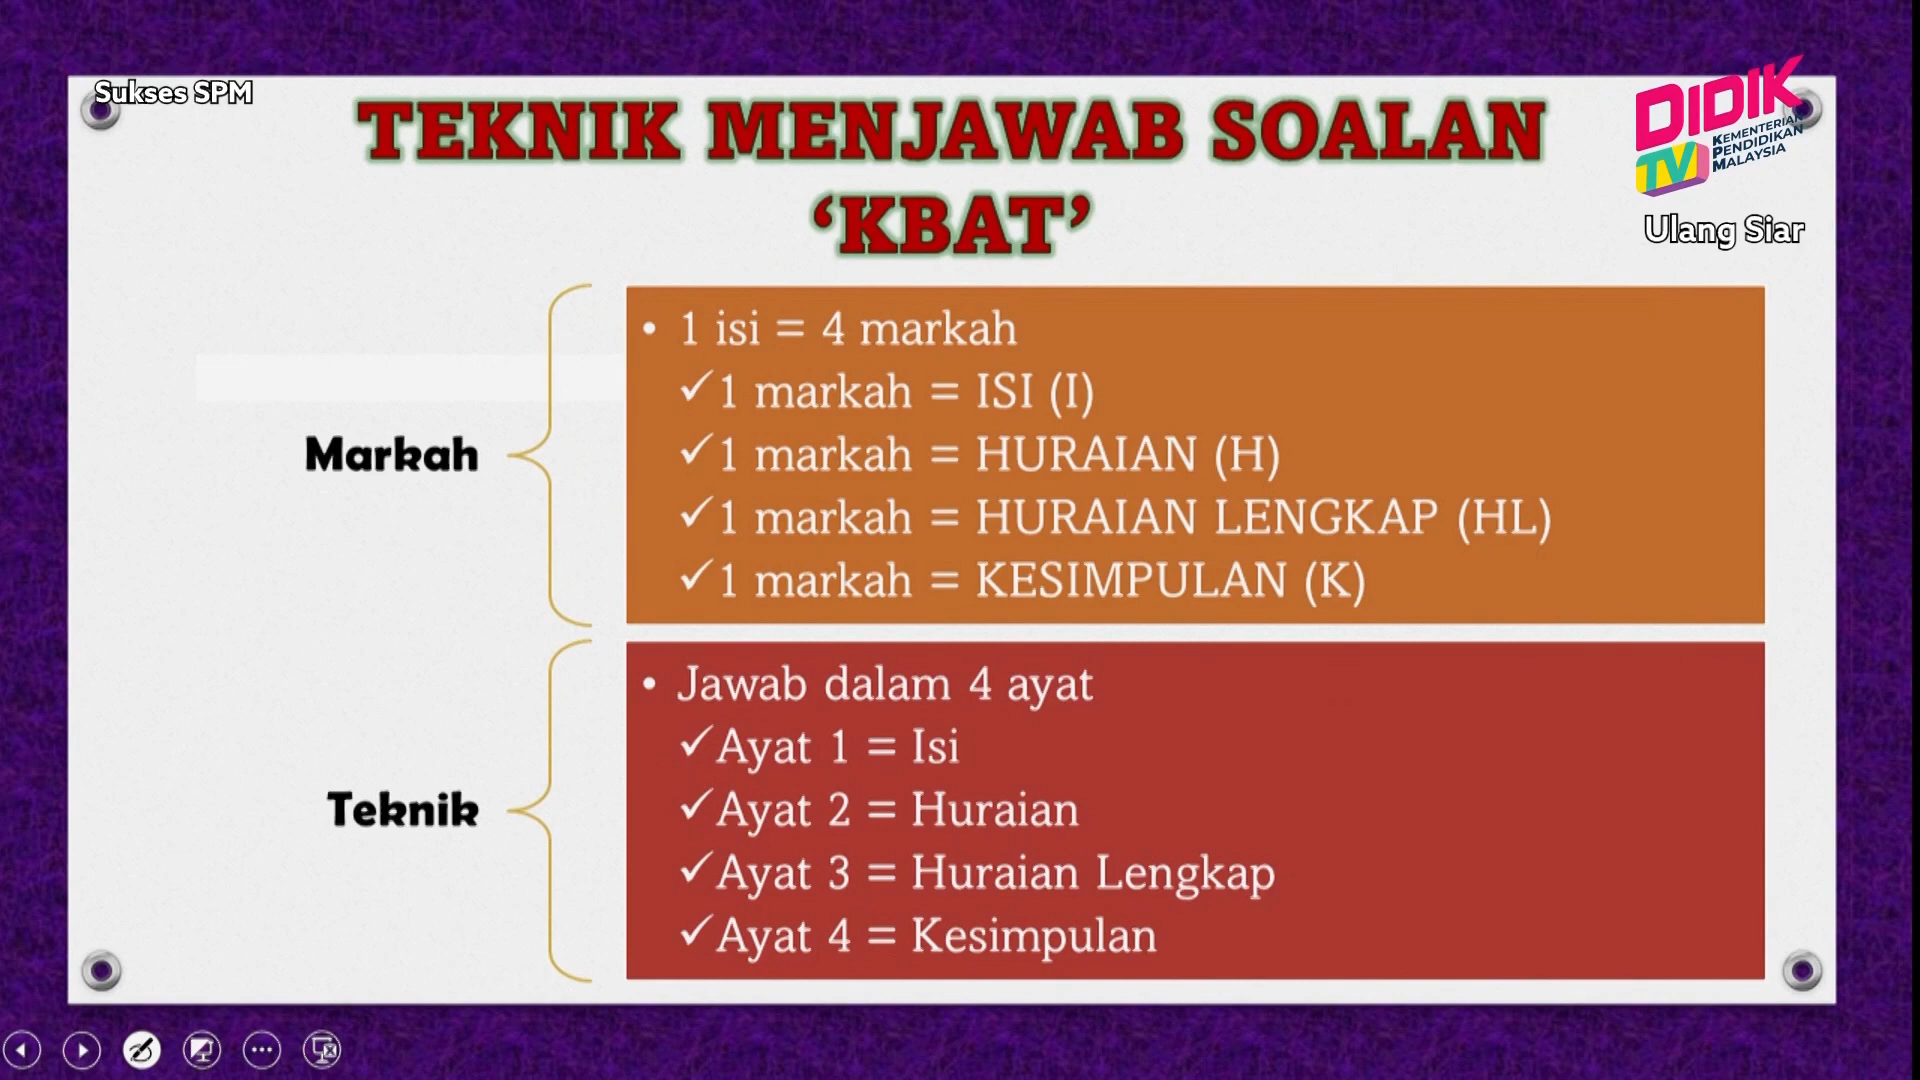 Sukses SPM
TEKNIK MENJAWAB SOALAN
‘KBAT’
DIDIK
TV
KEMENTERIAN
PENDIDIKAN
MALAYSIA
Ulang Siar
Markah
• 1 isi = 4 markah
✓1 markah = ISI (I)
✓1 markah = HURAIAN (H)
✓1 markah = HURAIAN LENGKAP (HL)
✓1 markah = KESIMPULAN (K)
Teknik
• Jawab dalam 4 ayat
✓Ayat 1 = Isi
✓Ayat 2 = Huraian
✓Ayat 3 = Huraian Lengkap
✓Ayat 4 = Kesimpulan